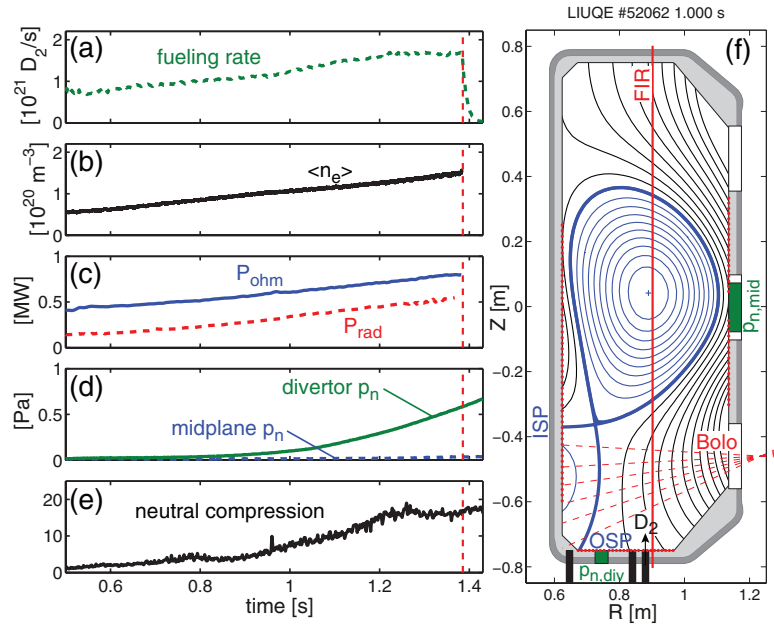 LIUQE #52062 1.000 s
(a)
fueling rate
[10^21 D_2/s]
2
1
0
(b)
<n_e>
[10^20 m^−3]
2
1
0
(c)
P_ohm
P_rad
[MW]
1
0.5
0
(d)
divertor p_n
midplane p_n
[Pa]
1
0.5
0
(e)
neutral compression
20
10
0
0.6 0.8 1 1.2 1.4
time [s]
(f)
FIR
Z [m]
0.8
0.6
0.4
0.2
0
−0.2
−0.4
−0.6
−0.8
p_n,mid
ISP
Bolo
D_2
OSP
p_n,div
0.6 0.8 1 1.2
R [m]